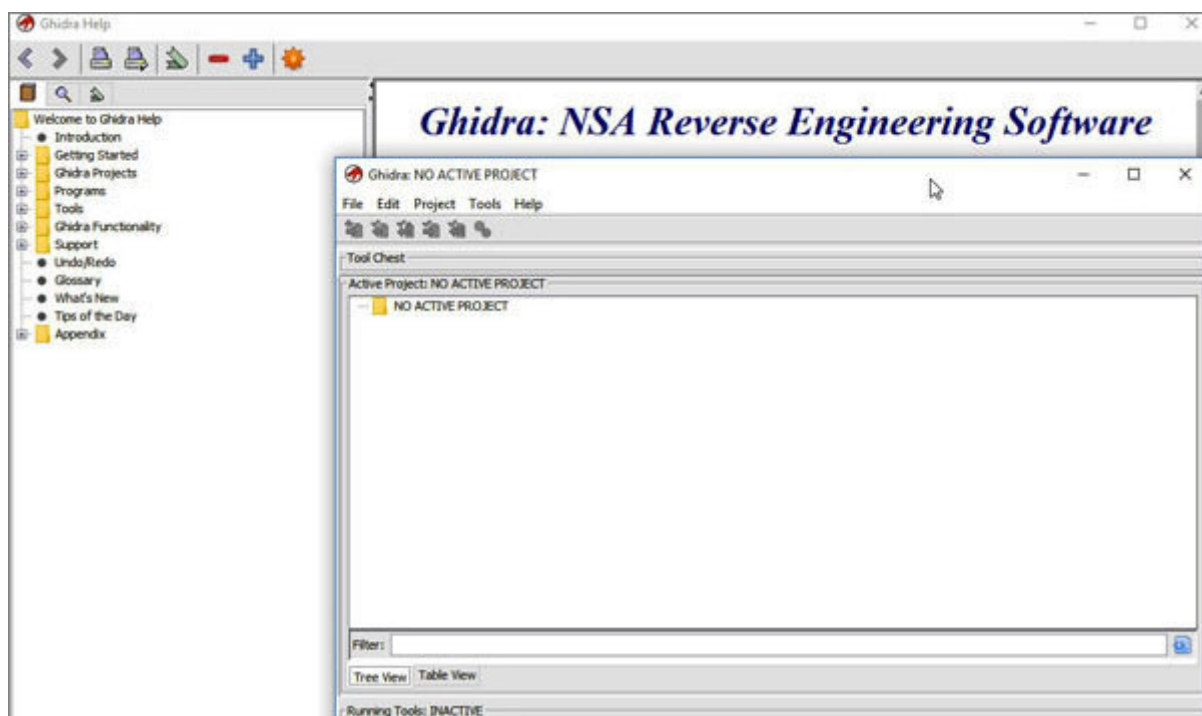 Ghidra Help
Welcome to Ghidra Help
Introduction
Getting Started
Ghidra Projects
Programs
Tools
Ghidra Functionality
Support
Undo/Redo
Glossary
What's New
Tips of the Day
Appendix
Ghidra: NSA Reverse Engineering Software
Ghidra: NO ACTIVE PROJECT
File Edit Project Tools Help
Tool Chest
Active Project: NO ACTIVE PROJECT
NO ACTIVE PROJECT
Filter:
Tree View Table View
Running Tools: INACTIVE